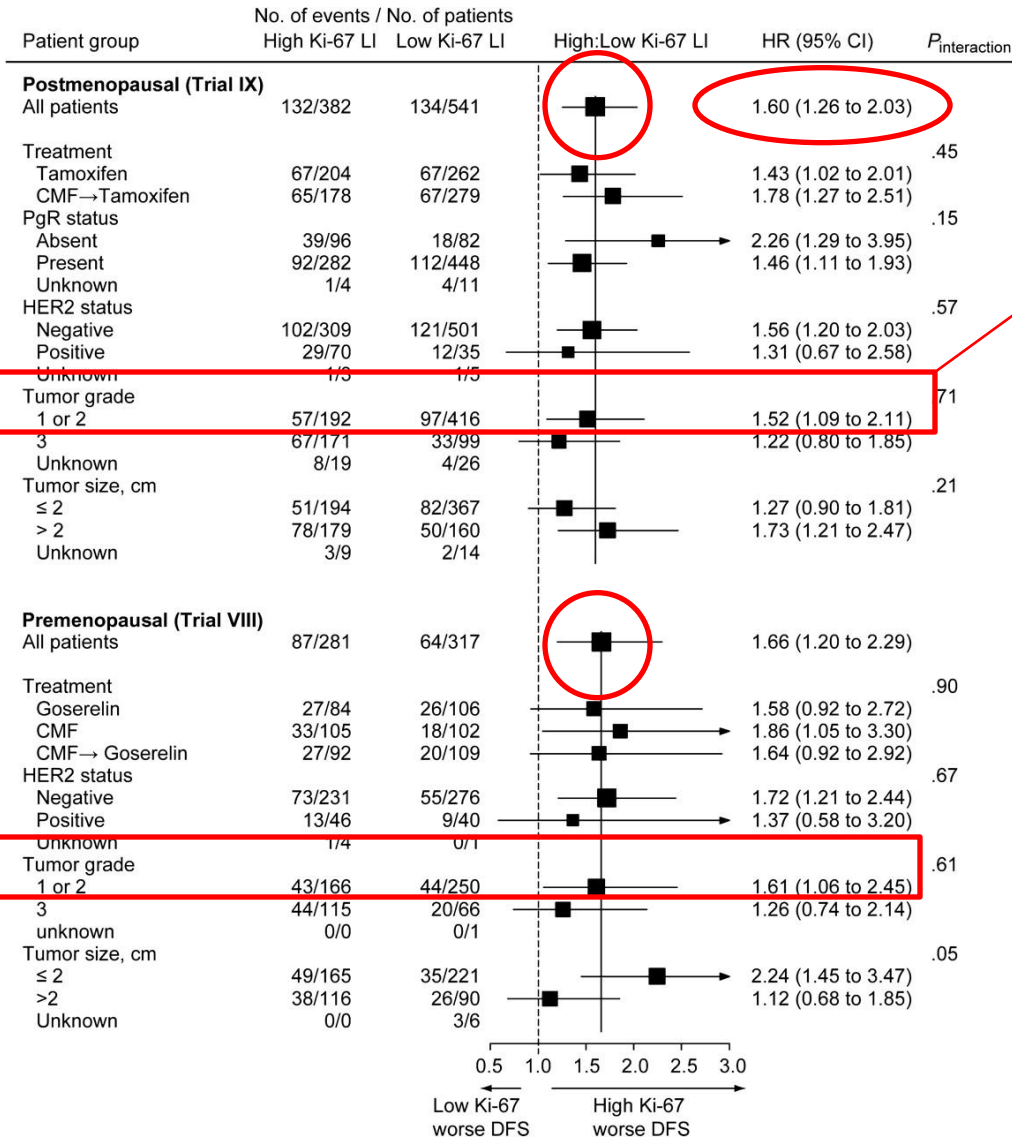 No. of events / No. of patients
Patient group High Ki-67 LI Low Ki-67 LI High:Low Ki-67 LI HR (95% CI) Pinteraction
Postmenopausal (Trial IX)
All patients 132/382 134/541 1.60 (1.26 to 2.03)
Treatment .45
Tamoxifen 67/204 67/262 1.43 (1.02 to 2.01)
CMF→Tamoxifen 65/178 67/279 1.78 (1.27 to 2.51)
PgR status .15
Absent 39/96 18/82 2.26 (1.29 to 3.95)
Present 92/282 112/448 1.46 (1.11 to 1.93)
Unknown 1/4 4/11
HER2 status .57
Negative 102/309 121/501 1.56 (1.20 to 2.03)
Positive 29/70 12/35 1.31 (0.67 to 2.58)
Unknown 1/3 1/5
Tumor grade .71
1 or 2 57/192 97/416 1.52 (1.09 to 2.11)
3 67/171 33/99 1.22 (0.80 to 1.85)
Unknown 8/19 4/26
Tumor size, cm .21
≤ 2 51/194 82/367 1.27 (0.90 to 1.81)
> 2 78/179 50/160 1.73 (1.21 to 2.47)
Unknown 3/9 2/14
Premenopausal (Trial VIII)
All patients 87/281 64/317 1.66 (1.20 to 2.29)
Treatment .90
Goserelin 27/84 26/106 1.58 (0.92 to 2.72)
CMF 33/105 18/102 1.86 (1.05 to 3.30)
CMF→ Goserelin 27/92 20/109 1.64 (0.92 to 2.92)
HER2 status .67
Negative 73/231 55/276 1.72 (1.21 to 2.44)
Positive 13/46 9/40 1.37 (0.58 to 3.20)
Unknown 1/4 0/1
Tumor grade .61
1 or 2 43/166 44/250 1.61 (1.06 to 2.45)
3 44/115 20/66 1.26 (0.74 to 2.14)
unknown 0/0 0/1
Tumor size, cm .05
≤ 2 49/165 35/221 2.24 (1.45 to 3.47)
>2 38/116 26/90 1.12 (0.68 to 1.85)
Unknown 0/0 3/6
0.5 1.0 1.5 2.0 2.5 3.0
Low Ki-67 High Ki-67
worse DFS worse DFS